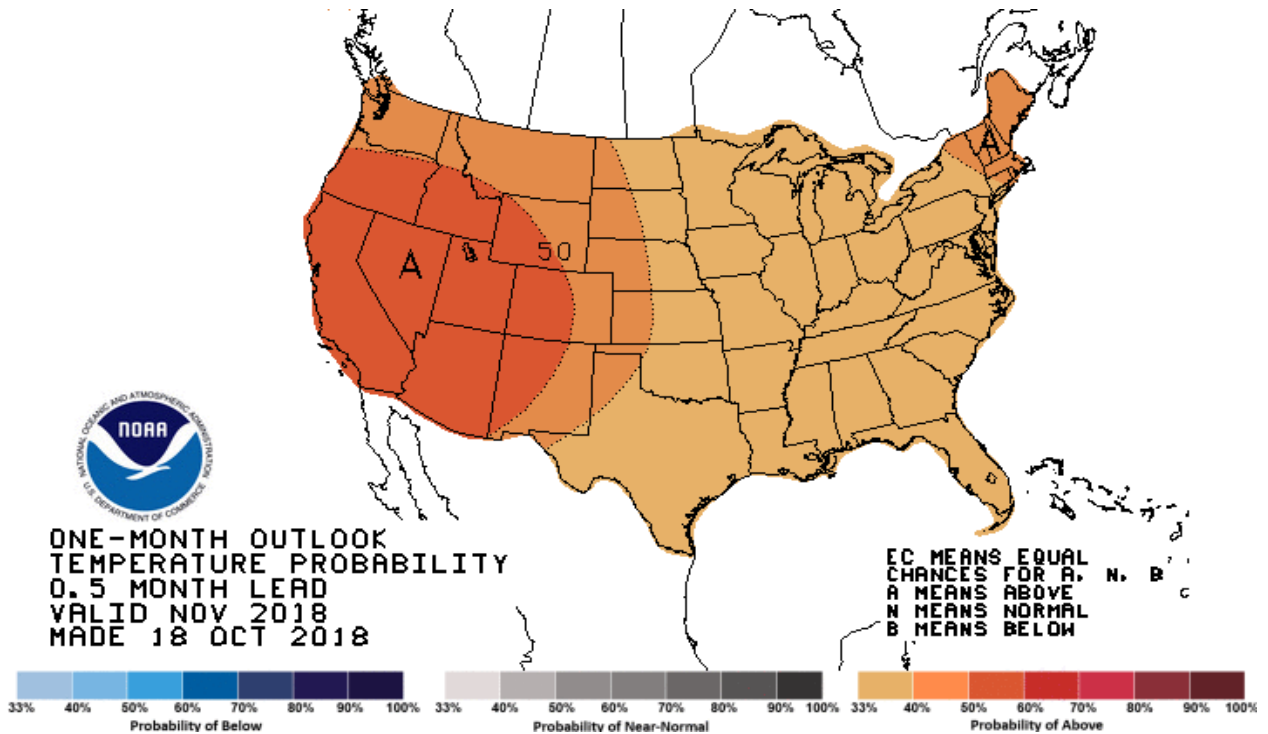 A
50
A
NATIONAL OCEANIC AND ATMOSPHERIC ADMINISTRATION
NOAA
U.S. DEPARTMENT OF COMMERCE
ONE-MONTH OUTLOOK
TEMPERATURE PROBABILITY
0.5 MONTH LEAD
VALID NOV 2018
MADE 18 OCT 2018
EC MEANS EQUAL
CHANCES FOR A, N, B
A MEANS ABOVE
N MEANS NORMAL
B MEANS BELOW
33% 40% 50% 60% 70% 80% 90% 100%
Probability of Below
33% 40% 50% 60% 70% 80% 90% 100%
Probability of Near-Normal
33% 40% 50% 60% 70% 80% 90% 100%
Probability of Above